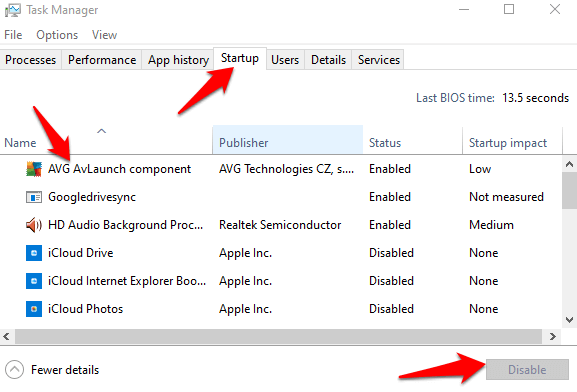 Task Manager
File Options View
Processes Performance App history Startup Users Details Services
Last BIOS time: 13.5 seconds
Name Publisher Status Startup impact
AVG AvLaunch component AVG Technologies CZ, s.... Enabled Low
Googledrivesync Enabled Not measured
HD Audio Background Proc... Realtek Semiconductor Enabled Medium
iCloud Drive Apple Inc. Disabled None
iCloud Internet Explorer Boo... Apple Inc. Disabled None
iCloud Photos Apple Inc. Disabled None
Fewer details Disable